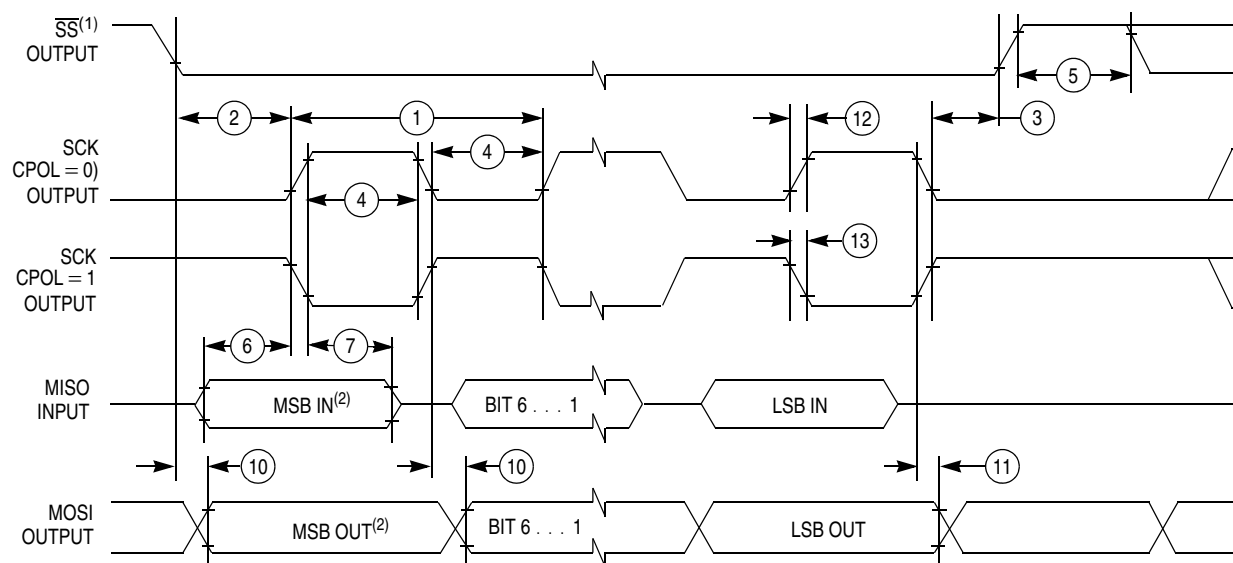 SS(1)
OUTPUT
5
2
1
12
3
SCK
CPOL = 0)
OUTPUT
4
4
SCK
CPOL = 1
OUTPUT
13
6
7
MISO
INPUT
MSB IN(2)
BIT 6 . . . 1
LSB IN
10
10
11
MOSI
OUTPUT
MSB OUT(2)
BIT 6 . . . 1
LSB OUT